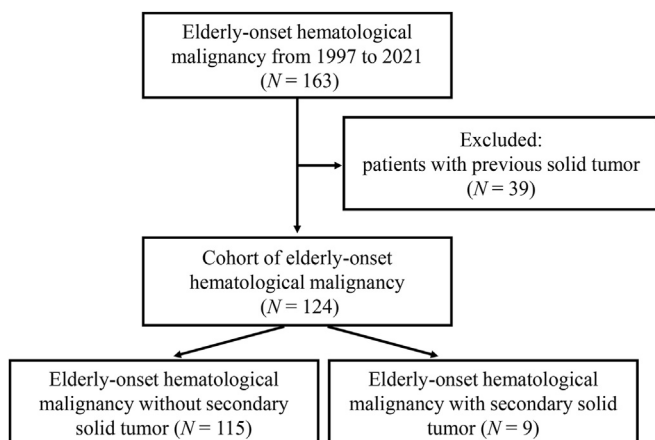 Elderly-onset hematological
malignancy from 1997 to 2021
(N = 163)
Excluded:
patients with previous solid tumor
(N = 39)
Cohort of elderly-onset
hematological malignancy
(N = 124)
Elderly-onset hematological
malignancy without secondary
solid tumor (N = 115)
Elderly-onset hematological
malignancy with secondary solid
tumor (N = 9)